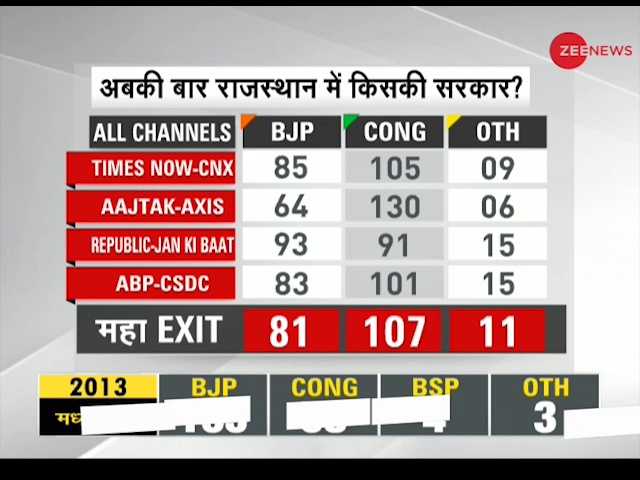 ZEENEWS
अबकी बार राजस्थान में किसकी सरकार?
ALL CHANNELS BJP CONG OTH
TIMES NOW-CNX 85 105 09
AAJTAK-AXIS 64 130 06
REPUBLIC-JAN KI BAAT 93 91 15
ABP-CSDC 83 101 15
महा EXIT 81 107 11
2013 BJP CONG BSP OTH
3